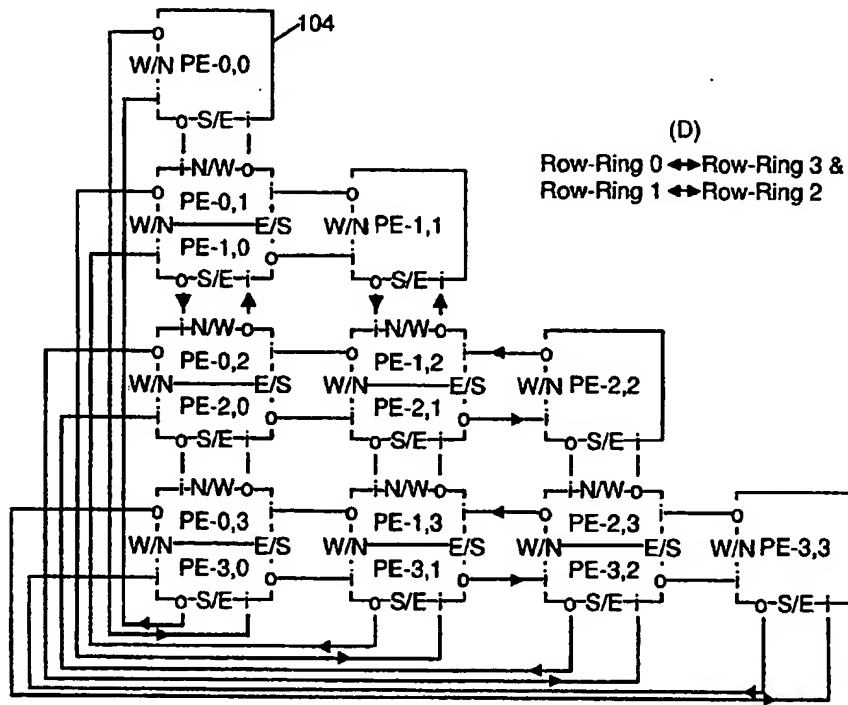 104
o
W/N PE-0,0
i
o S/E i
(D)
Row-Ring 0 ↔ Row-Ring 3 &
Row-Ring 1 ↔ Row-Ring 2
i N/W o
o PE-0,1 i o
W/N E/S W/N PE-1,1
i PE-1,0 o i
o S/E i o S/E i
i N/W o i N/W o
o PE-0,2 i o PE-1,2 i o
W/N E/S W/N E/S W/N PE-2,2
i PE-2,0 o i PE-2,1 o i
o S/E i o S/E i o S/E i
i N/W o i N/W o i N/W o
o PE-0,3 i o PE-1,3 i o PE-2,3 i o
W/N E/S W/N E/S W/N E/S W/N PE-3,3
i PE-3,0 o i PE-3,1 o i PE-3,2 o i
o S/E i o S/E i o S/E i o S/E i